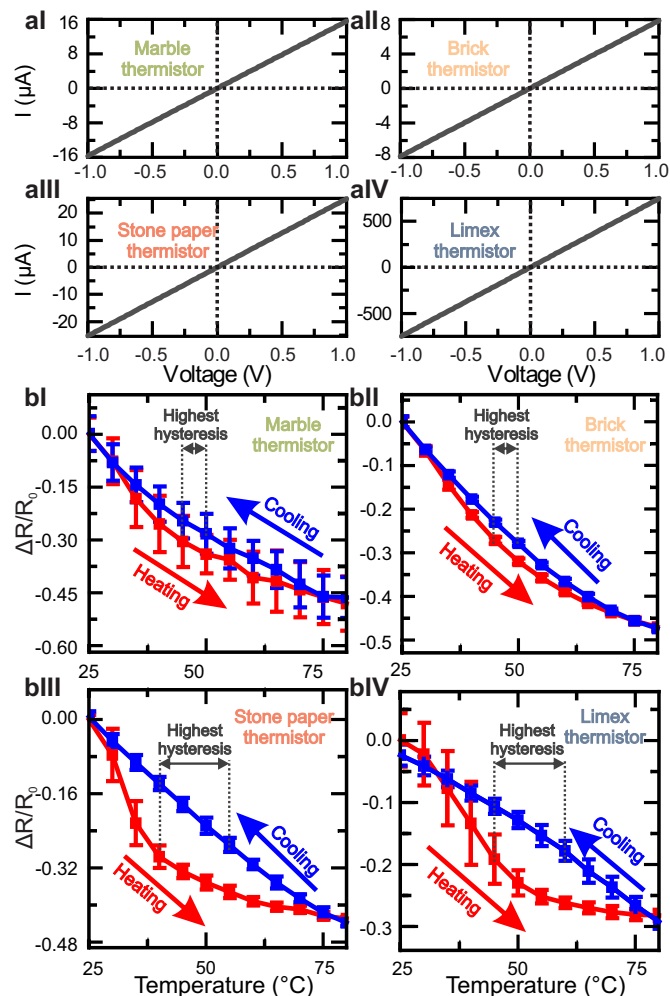 aI
16
8
0
-8
-16
I (µA)
Marble
thermistor
-1.0 -0.5 0.0 0.5 1.0
aII
8
4
0
-4
-8
Brick
thermistor
-1.0 -0.5 0.0 0.5 1.0
aIII
20
10
0
-10
-20
I (µA)
Stone paper
thermistor
-1.0 -0.5 0.0 0.5 1.0
Voltage (V)
aIV
500
0
-500
Limex
thermistor
-1.0 -0.5 0.0 0.5 1.0
Voltage (V)
bI
0.00
-0.15
-0.30
-0.45
-0.60
ΔR/R₀
Highest
hysteresis
Marble
thermistor
Cooling
Heating
25 50 75
bII
0.0
-0.1
-0.2
-0.3
-0.4
-0.5
Highest
hysteresis
Brick
thermistor
Cooling
Heating
25 50 75
bIII
0.00
-0.16
-0.32
-0.48
ΔR/R₀
Highest
hysteresis
Stone paper
thermistor
Cooling
Heating
25 50 75
Temperature (°C)
bIV
0.0
-0.1
-0.2
-0.3
Highest
hysteresis
Limex
thermistor
Cooling
Heating
25 50 75
Temperature (°C)